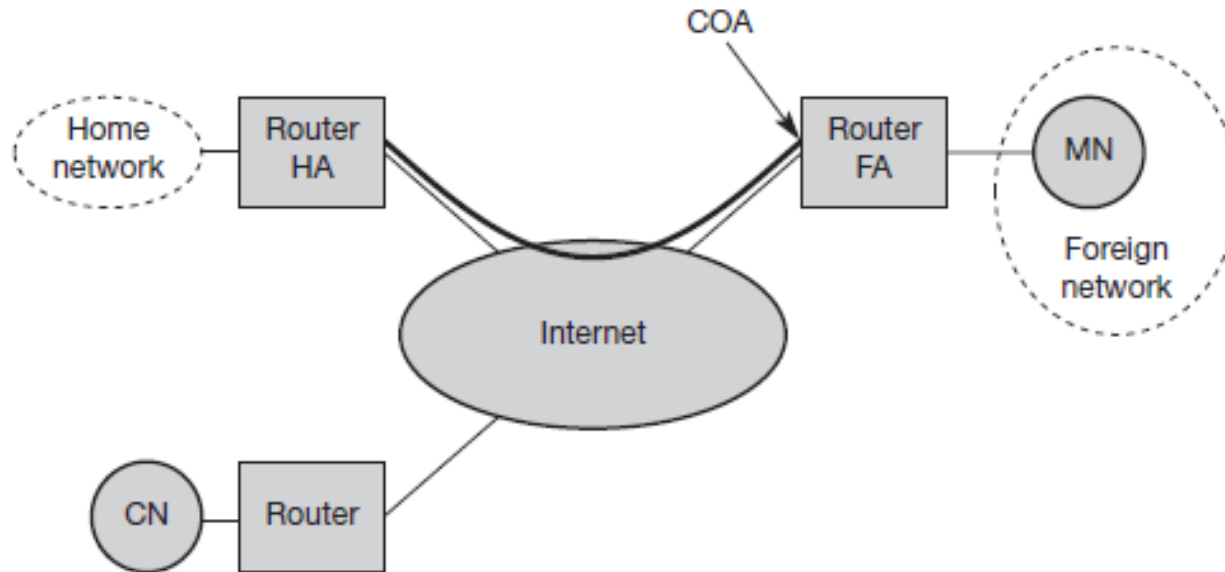 COA
Home
network
Router
HA
Router
FA
MN
Foreign
network
Internet
CN
Router